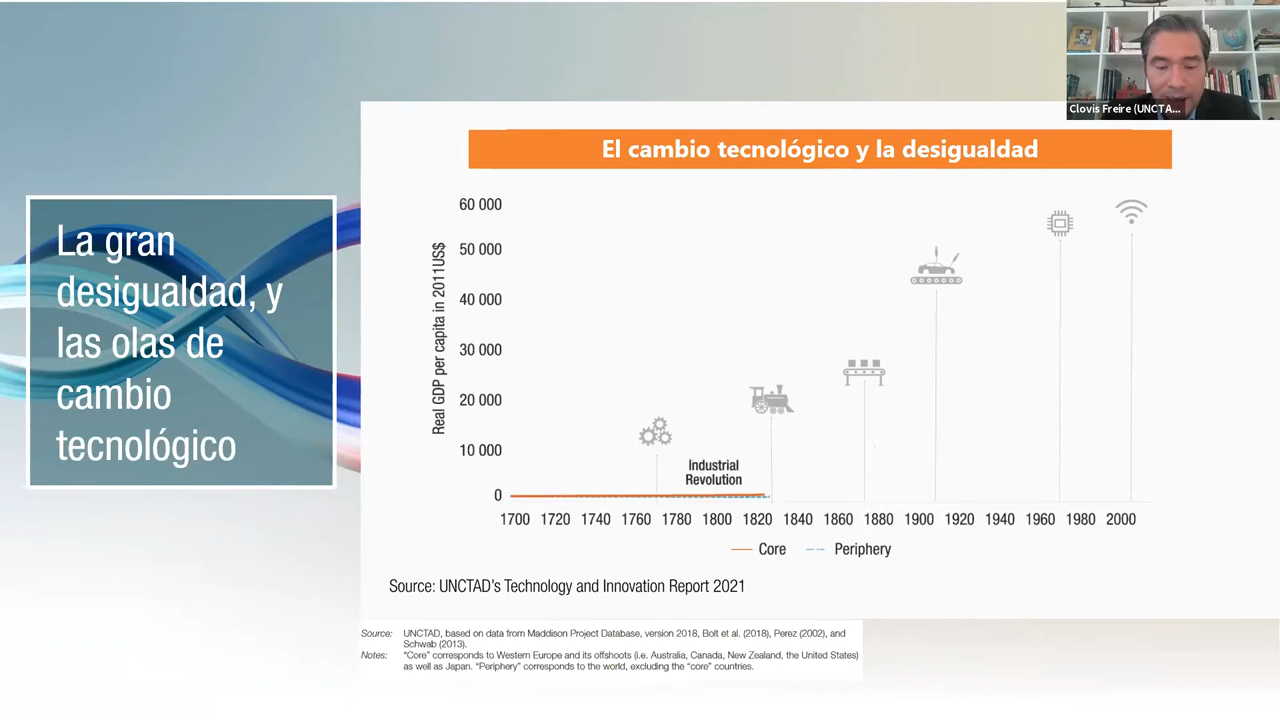 Clovis Freire (UNCTA...
El cambio tecnológico y la desigualdad
La gran
desigualdad, y
las olas de
cambio
tecnológico
Real GDP per capita in 2011US$
60 000
50 000
40 000
30 000
20 000
10 000
0
Industrial
Revolution
1700 1720 1740 1760 1780 1800 1820 1840 1860 1880 1900 1920 1940 1960 1980 2000
Core Periphery
Source: UNCTAD's Technology and Innovation Report 2021
Source: UNCTAD, based on data from Maddison Project Database, version 2018, Bolt et al. (2018), Perez (2002), and
Schwab (2013).
Notes: "Core" corresponds to Western Europe and its offshoots (i.e. Australia, Canada, New Zealand, the United States)
as well as Japan. "Periphery" corresponds to the world, excluding the "core" countries.